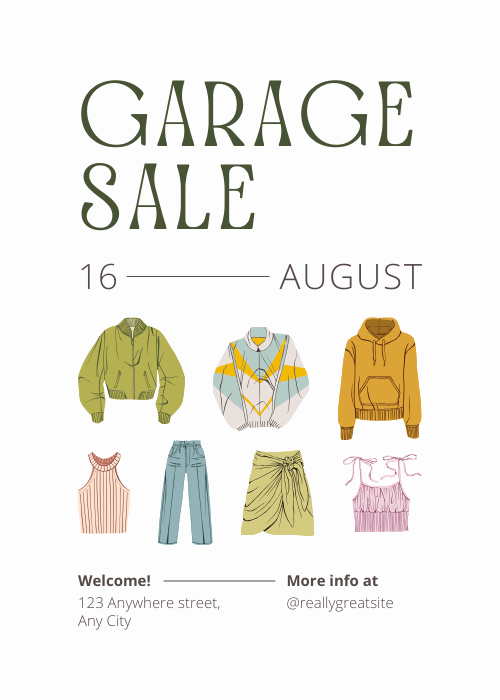 GARAGE
SALE
16 AUGUST
Welcome!
123 Anywhere street,
Any City
More info at
@reallygreatsite